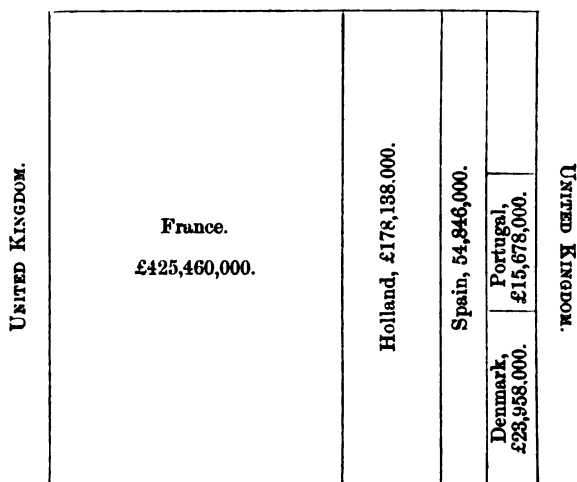 UNITED KINGDOM.
France.
£425,460,000.
Holland, £178,138.000.
Spain, 54,846,000.
Portugal,
£15,678,000.
Denmark,
£23,958.000.
UNITED KINGDOM.